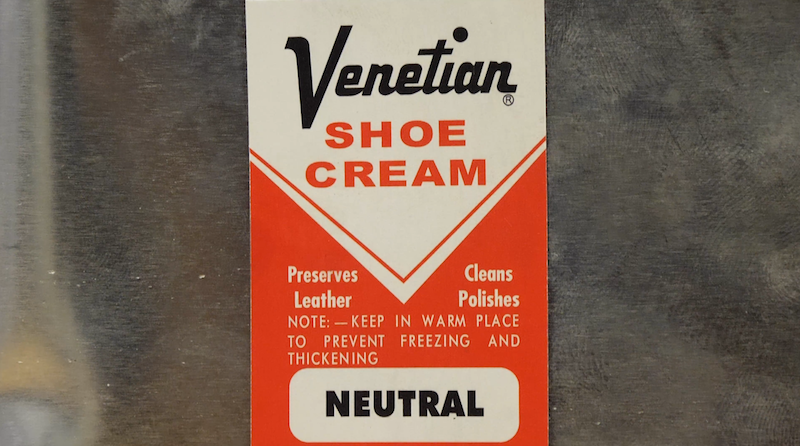 Venetian®
SHOE
CREAM
Preserves Leather
Cleans Polishes
NOTE:—KEEP IN WARM PLACE
TO PREVENT FREEZING AND
THICKENING
NEUTRAL